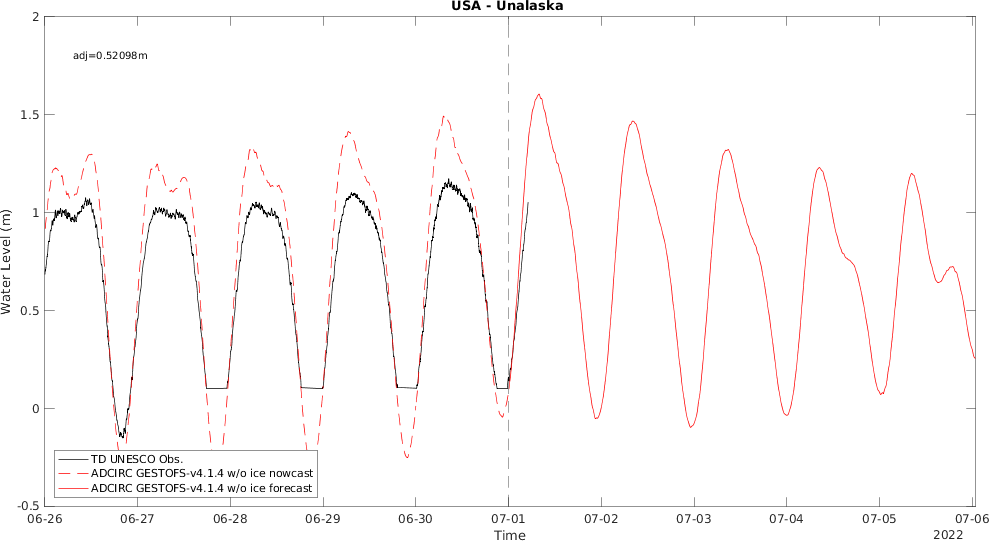 USA - Unalaska
adj=0.52098m
2
1.5
1
0.5
0
-0.5
Water Level (m)
TD UNESCO Obs.
ADCIRC GESTOFS-v4.1.4 w/o ice nowcast
ADCIRC GESTOFS-v4.1.4 w/o ice forecast
06-26 06-27 06-28 06-29 06-30 07-01 07-02 07-03 07-04 07-05 07-06
Time
2022